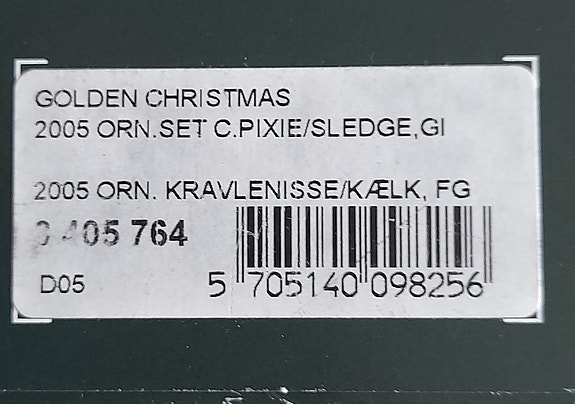 GOLDEN CHRISTMAS
2005 ORN.SET C.PIXIE/SLEDGE,GI
2005 ORN. KRAVLENISSE/KÆLK, FG
405 764
D05
5 705140 098256